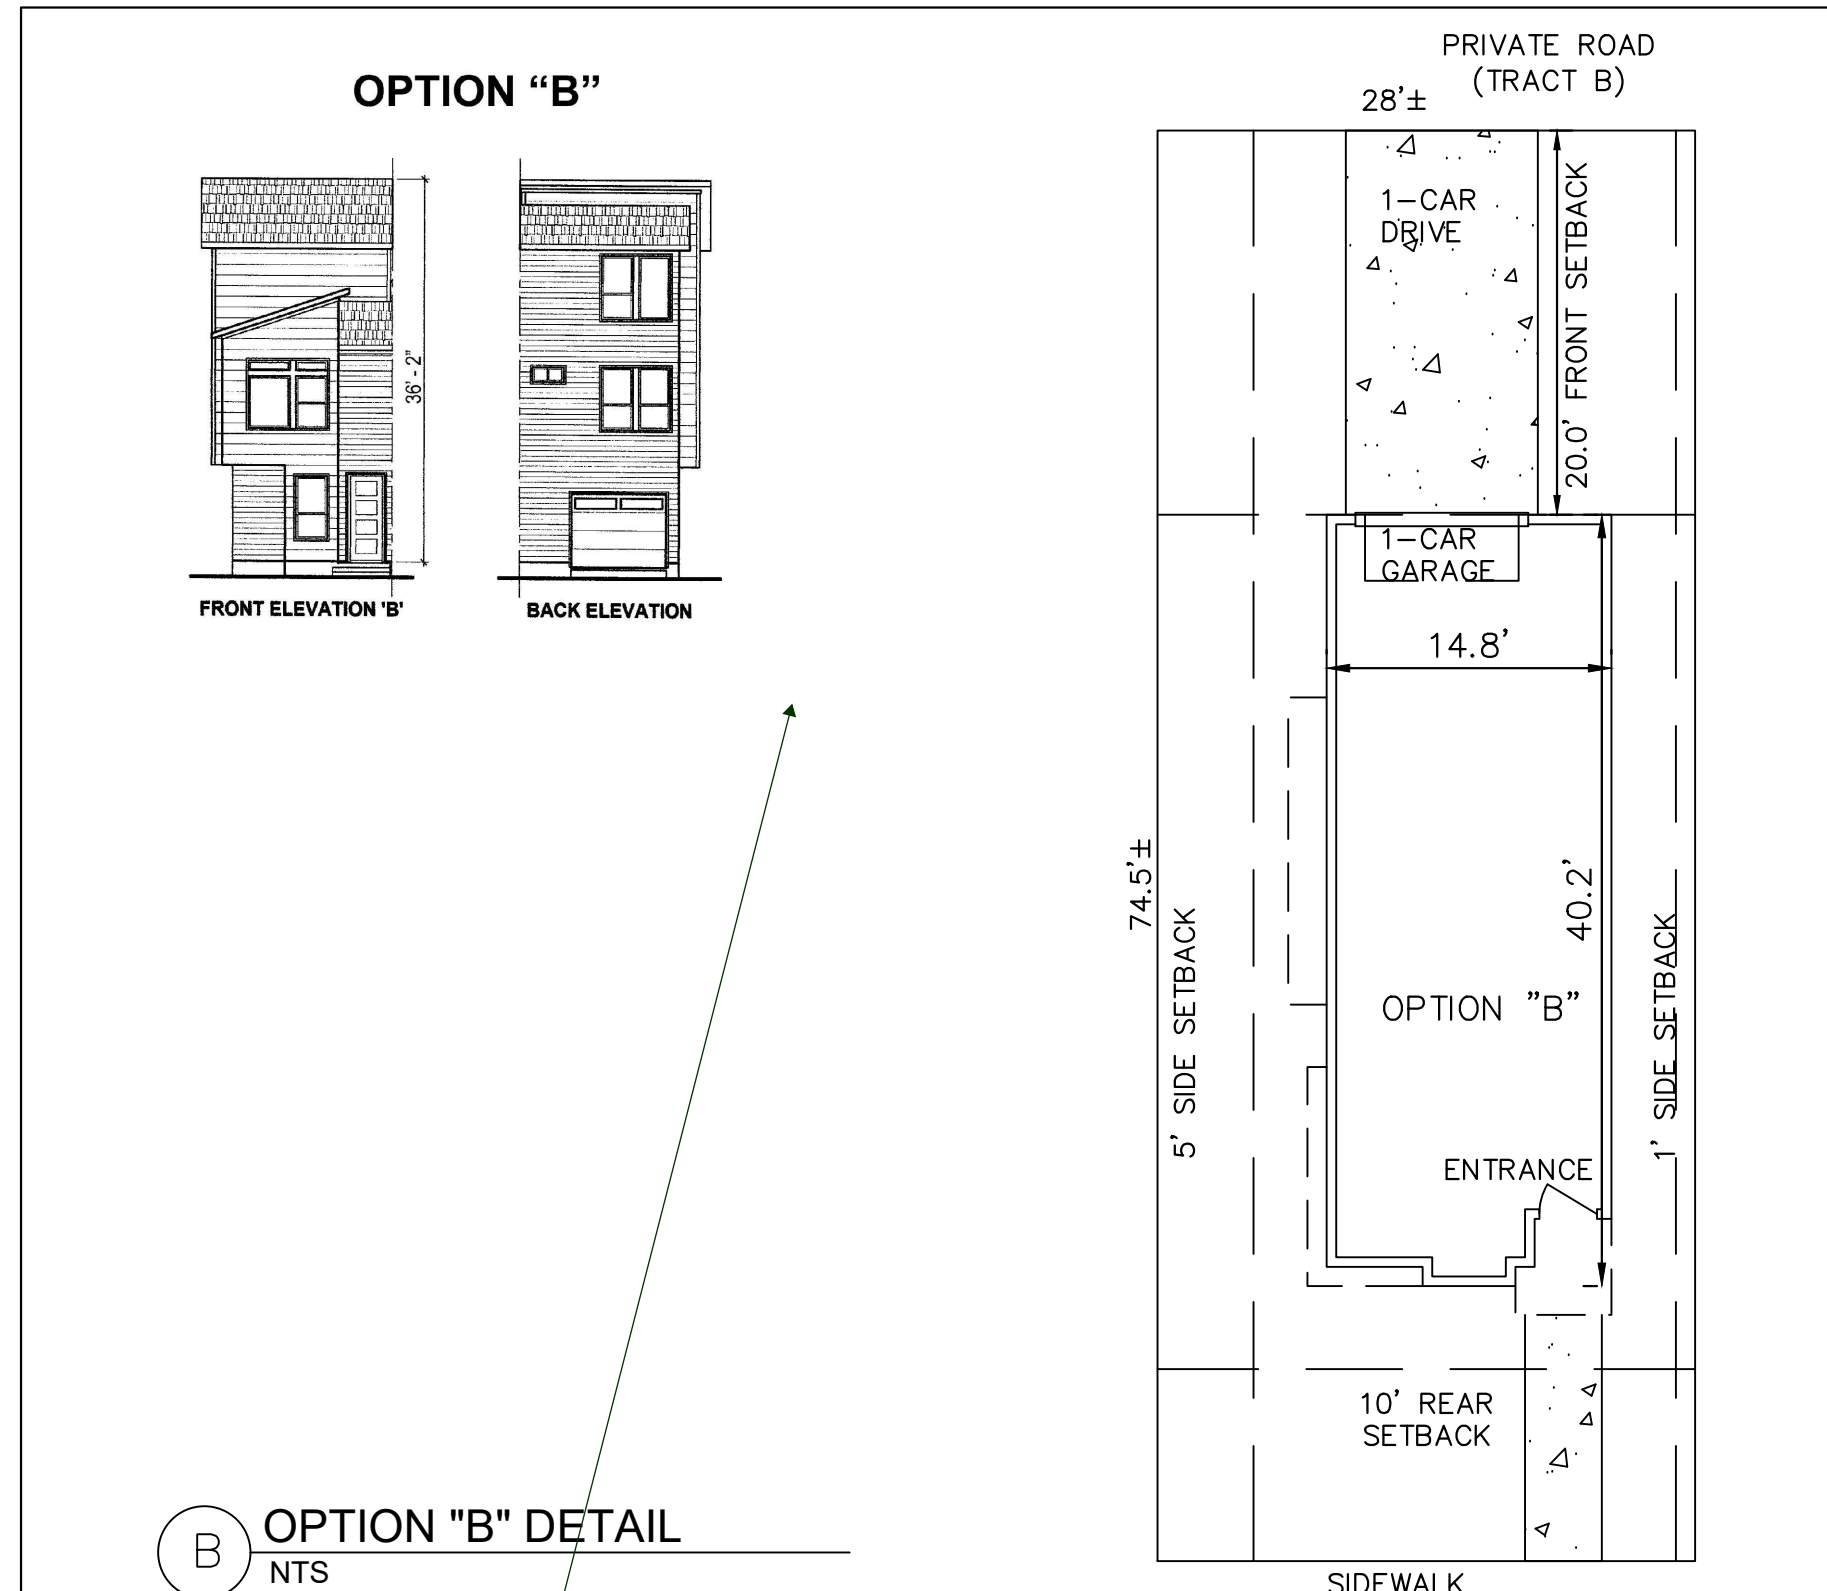 OPTION “B”
36' - 2"
FRONT ELEVATION 'B'
BACK ELEVATION
PRIVATE ROAD
(TRACT B)
28'±
1-CAR
DRIVE
20.0' FRONT SETBACK
1-CAR
GARAGE
14.8'
74.5'±
40.2'
5' SIDE SETBACK
OPTION "B"
1' SIDE SETBACK
ENTRANCE
10' REAR
SETBACK
SIDEWALK
B
OPTION "B" DETAIL
NTS